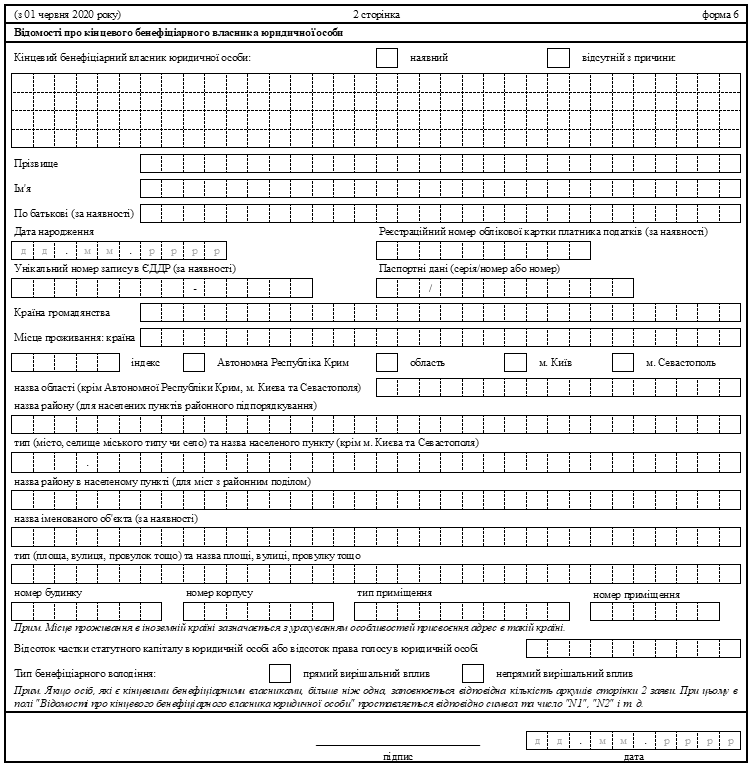 (з 01 червня 2020 року) 2 сторінка форма 6
Відомості про кінцевого бенефіціарного власника юридичної особи
Кінцевий бенефіціарний власник юридичної особи: наявний відсутній з причини:
Прізвище
Ім'я
По батькові (за наявності)
Дата народження Реєстраційний номер облікової картки платника податків (за наявності)
д д . м м . р р р р
Унікальний номер запису в ЄДДР (за наявності) Паспортні дані (серія/номер або номер)
- /
Країна громадянства
Місце проживання: країна
індекс Автономна Республіка Крим область м. Київ м. Севастополь
назва області (крім Автономної Республіки Крим, м. Києва та Севастополя)
назва району (для населених пунктів районного підпорядкування)
тип (місто, селище міського типу чи село) та назва населеного пункту (крім м. Києва та Севастополя)
.
назва району в населеному пункті (для міст з районним поділом)
назва іменованого об'єкта (за наявності)
тип (площа, вулиця, провулок тощо) та назва площі, вулиці, провулку тощо
номер будинку номер корпусу тип приміщення номер приміщення
Прим. Місце проживання в іноземній країні зазначається з урахуванням особливостей присвоєння адрес в такій країні.
Відсоток частки статутного капіталу в юридичній особі або відсоток права голосу в юридичній особі
Тип бенефіціарного володіння: прямий вирішальний вплив непрямий вирішальний вплив
Прим. Якщо осіб, які є кінцевими бенефіціарними власниками, більше ніж одна, заповнюється відповідна кількість аркушів сторінки 2 заяви. При цьому в
полі "Відомості про кінцевого бенефіціарного власника юридичної особи" проставляється відповідно символ та число "N1", "N2" і т. д.
д д . м м . р р р р
підпис дата